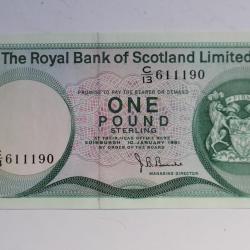 The Royal Bank of Scotland Limited
C/13 611190
PROMISE TO PAY THE BEARER ON DEMAND
ONE
POUND
STERLING
AT THEIR HEAD OFFICE HERE
EDINBURGH 10 JANUARY 1981
BY ORDER OF THE BOARD
611190
MANAGING DIRECTOR